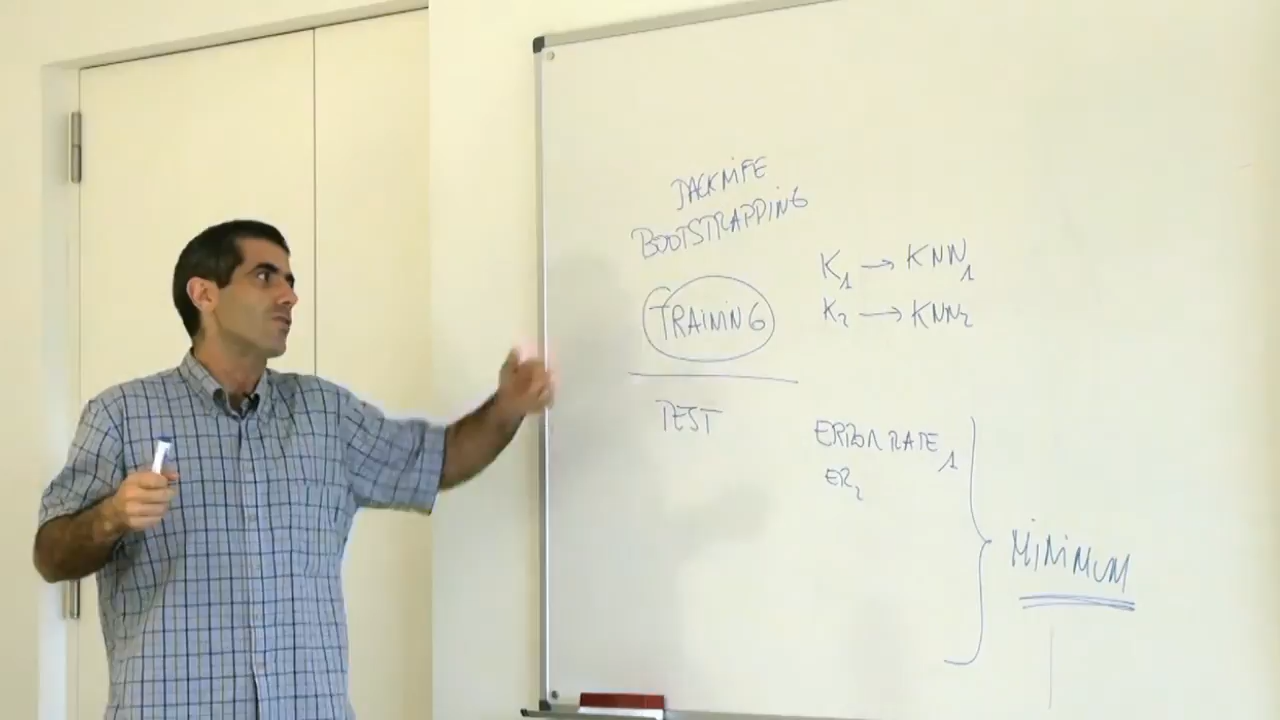 JACKNIFE
BOOTSTRAPPING
TRAINING
K1 → KNN1
K2 → KNN2
TEST
ERROR RATE1
ER2
MINIMUM